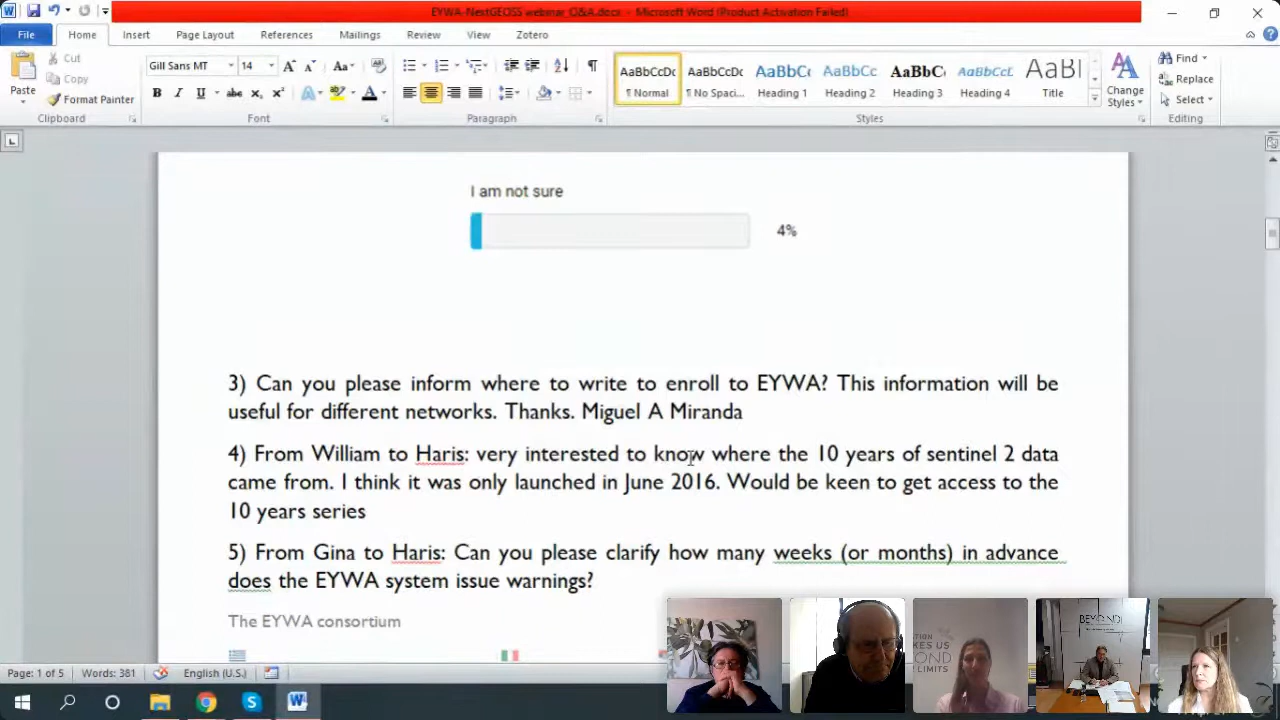 EYWA-NextGEOSS webinar_Q&A.docx - Microsoft Word (Product Activation Failed)
File Home Insert Page Layout References Mailings Review View Zotero
Cut
Copy
Format Painter
Paste
Clipboard
Gill Sans MT 14
Font
Paragraph
AaBbCcDc AaBbCcDc AaBbCc AaBbCc AaBbC AaBbCcL AaBI
¶ Normal ¶ No Spaci... Heading 1 Heading 2 Heading 3 Heading 4 Title
Change
Styles
Styles
Find
Replace
Select
Editing
I am not sure
4%
3) Can you please inform where to write to enroll to EYWA? This information will be
useful for different networks. Thanks. Miguel A Miranda
4) From William to Haris: very interested to know where the 10 years of sentinel 2 data
came from. I think it was only launched in June 2016. Would be keen to get access to the
10 years series
5) From Gina to Haris: Can you please clarify how many weeks (or months) in advance
does the EYWA system issue warnings?
The EYWA consortium
BEYOND
LIMITS
Page: 1 of 5 Words: 381 English (U.S.)